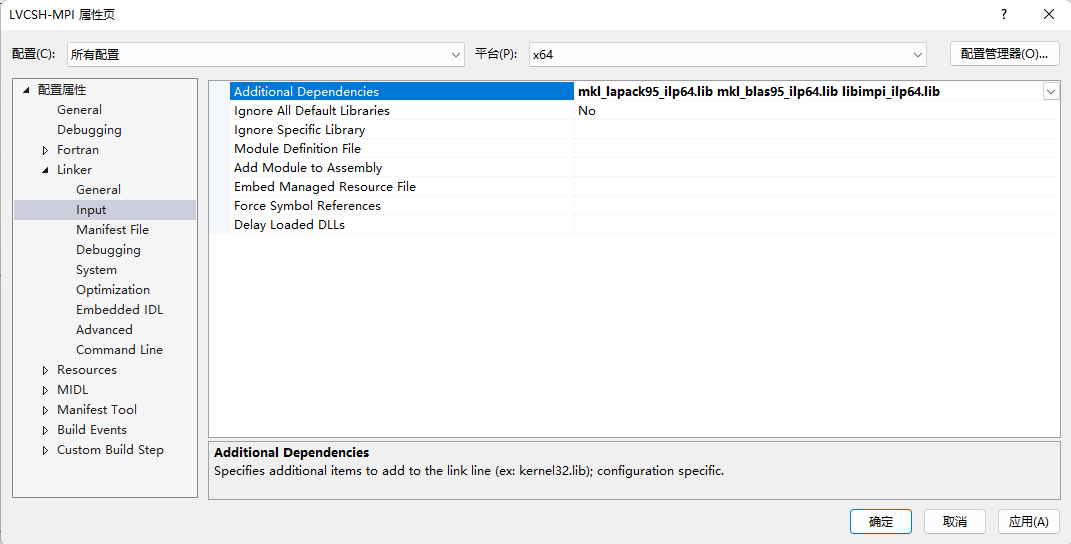 LVCSH-MPI 属性页
配置(C): 所有配置 平台(P): x64 配置管理器(O)...
配置属性
General
Debugging
Fortran
Linker
General
Input
Manifest File
Debugging
System
Optimization
Embedded IDL
Advanced
Command Line
Resources
MIDL
Manifest Tool
Build Events
Custom Build Step
Additional Dependencies mkl_lapack95_ilp64.lib mkl_blas95_ilp64.lib libimpi_ilp64.lib
Ignore All Default Libraries No
Ignore Specific Library
Module Definition File
Add Module to Assembly
Embed Managed Resource File
Force Symbol References
Delay Loaded DLLs
Additional Dependencies
Specifies additional items to add to the link line (ex: kernel32.lib); configuration specific.
确定 取消 应用(A)